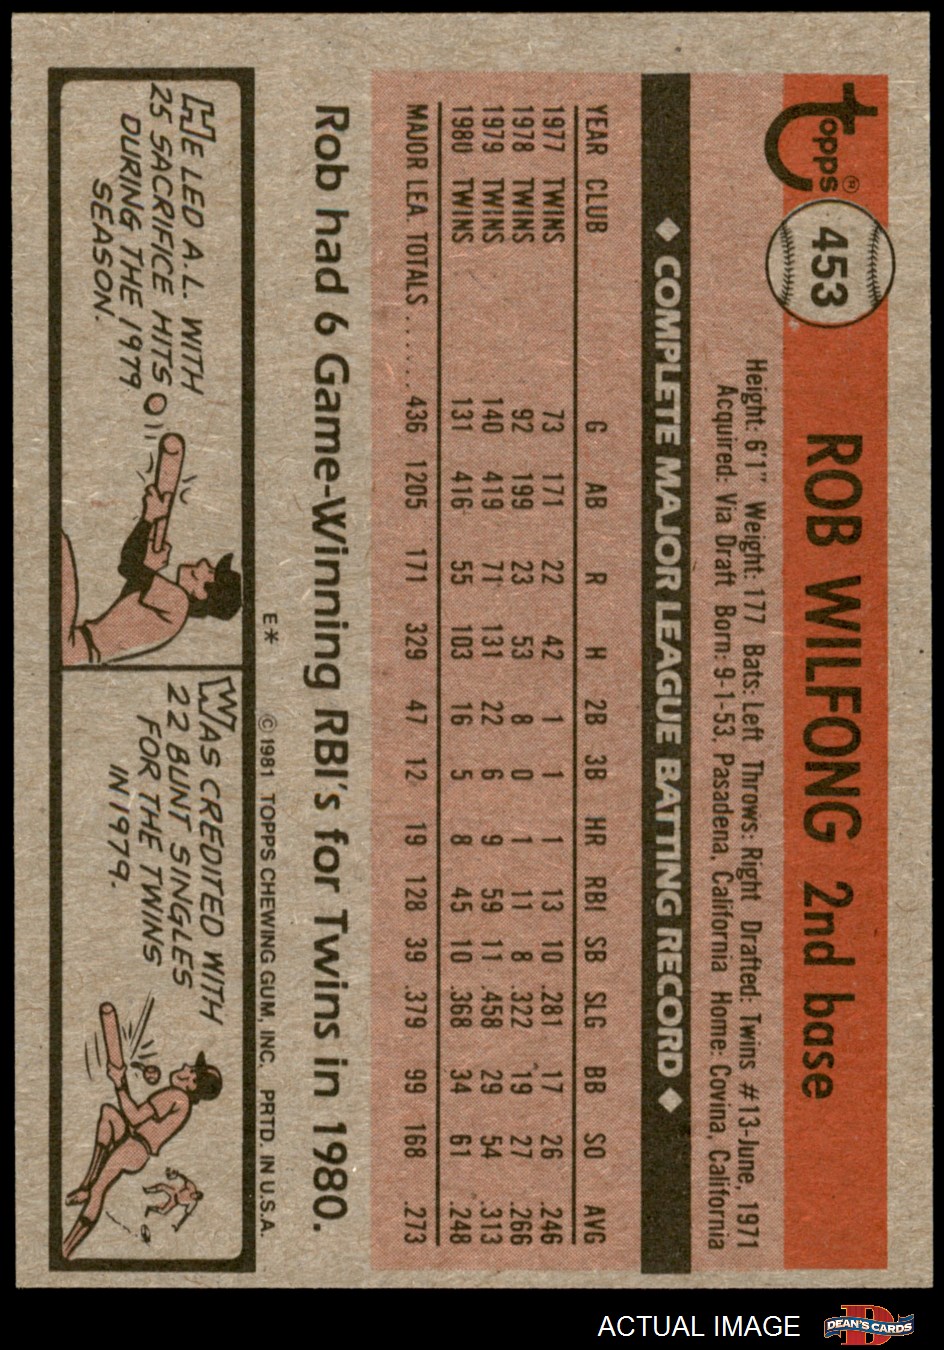 Topps®
453
ROB WILFONG 2nd base
Height: 6'1" Weight: 177 Bats: Left Throws: Right Drafted: Twins #13-June, 1971
Acquired: Via Draft Born: 9-1-53, Pasadena, California Home: Covina, California
◆ COMPLETE MAJOR LEAGUE BATTING RECORD ◆
YEAR CLUB G AB R H 2B 3B HR RBI SB SLG BB SO AVG
1977 TWINS 73 171 22 42 1 1 1 13 10 .281 17 26 .246
1978 TWINS 92 199 23 53 8 0 1 11 8 .322 19 27 .266
1979 TWINS 140 419 71 131 22 6 9 59 11 .458 29 54 .313
1980 TWINS 131 416 55 103 16 5 8 45 10 .368 34 61 .248
MAJOR LEA. TOTALS ...... 436 1205 171 329 47 12 19 128 39 .379 99 168 .273
Rob had 6 Game-Winning RBI's for Twins in 1980.
E* © 1981 TOPPS CHEWING GUM, INC. PRTD. IN U.S.A.
HE LED A.L. WITH
25 SACRIFICE HITS
DURING THE 1979
SEASON.
WAS CREDITED WITH
22 BUNT SINGLES
FOR THE TWINS
IN 1979.
ACTUAL IMAGE
DEAN'S CARDS